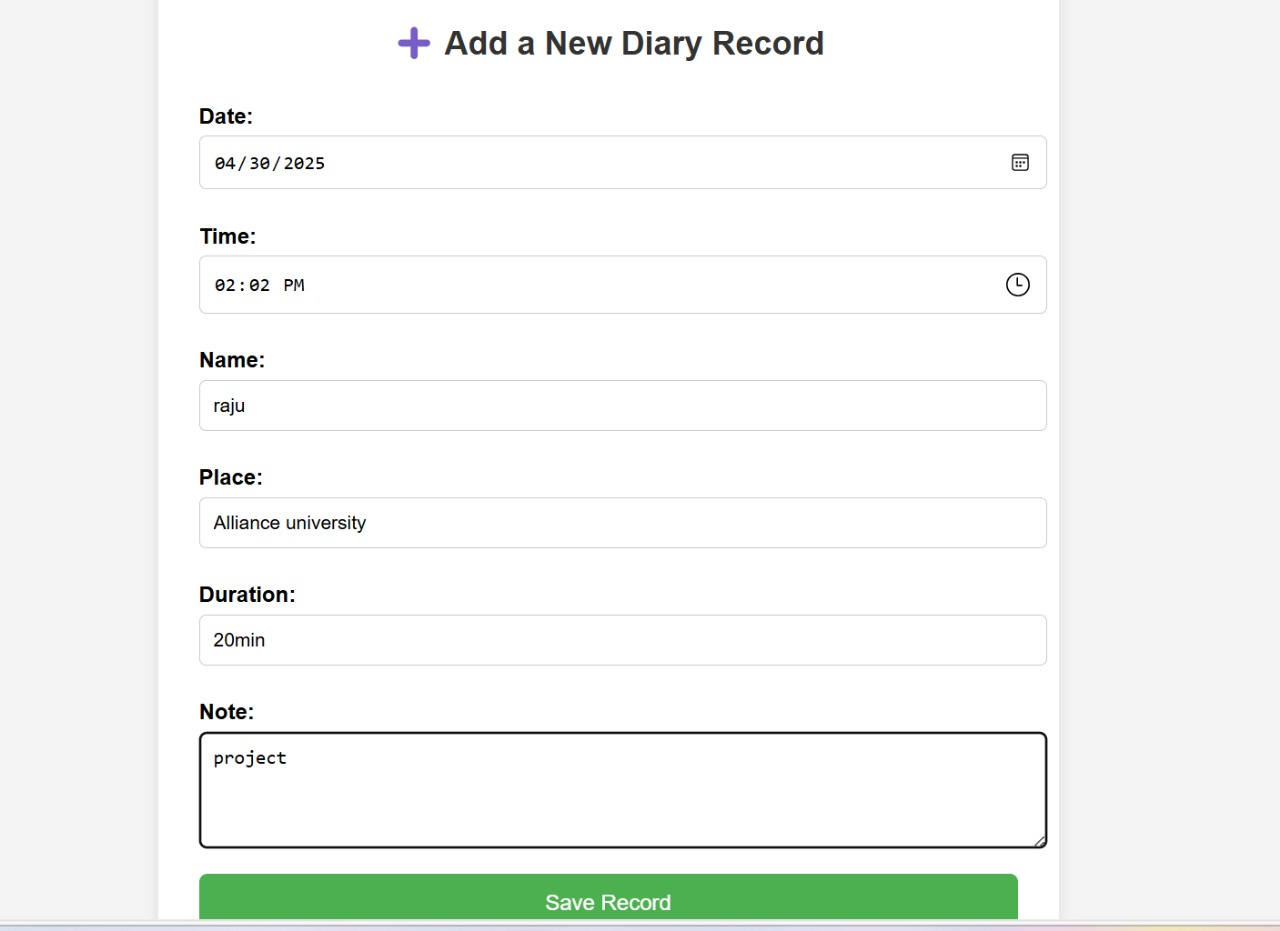 Add a New Diary Record
Date:
04/30/2025
Time:
02:02 PM
Name:
raju
Place:
Alliance university
Duration:
20min
Note:
project
Save Record